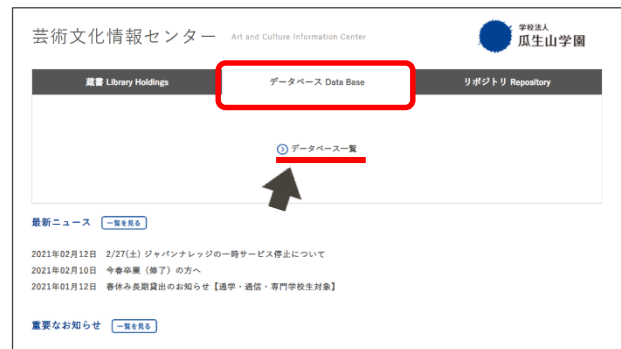 芸術文化情報センター Art and Culture Information Center
学校法人
瓜生山学園
蔵書 Library Holdings データベース Data Base リポジトリ Repository
データベース一覧
最新ニュース 一覧を見る
2021年02月12日 2/27(土) ジャパンナレッジの一時サービス停止について
2021年02月10日 今春卒業（修了）の方へ
2021年01月12日 春休み長期貸出のお知らせ【通学・通信・専門学校生対象】
重要なお知らせ 一覧を見る